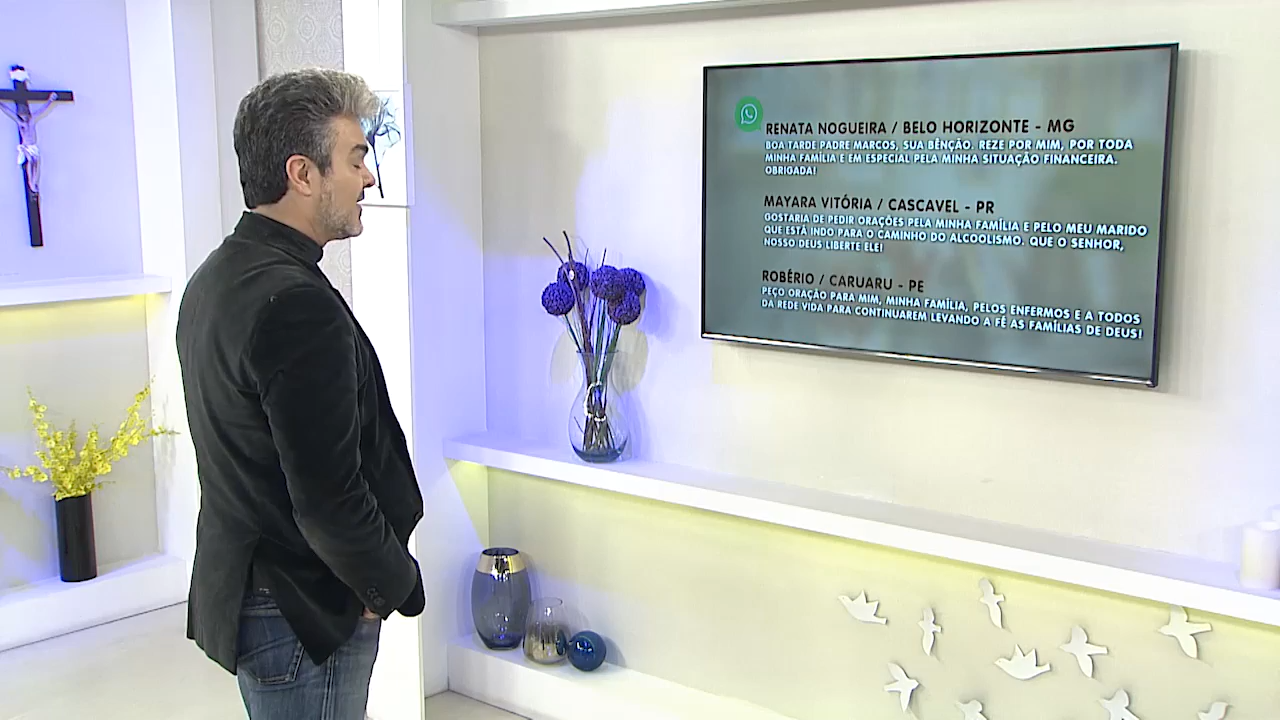 RENATA NOGUEIRA / BELO HORIZONTE - MG
BOA TARDE PADRE MARCOS, SUA BÊNÇÃO. REZE POR MIM, POR TODA
MINHA FAMÍLIA E EM ESPECIAL PELA MINHA SITUAÇÃO FINANCEIRA.
OBRIGADA!
MAYARA VITÓRIA / CASCAVEL - PR
GOSTARIA DE PEDIR ORAÇÕES PELA MINHA FAMÍLIA E PELO MEU MARIDO
QUE ESTÁ INDO PARA O CAMINHO DO ALCOOLISMO. QUE O SENHOR,
NOSSO DEUS LIBERTE ELE!
ROBÉRIO / CARUARU - PE
PEÇO ORAÇÃO PARA MIM, MINHA FAMÍLIA, PELOS ENFERMOS E A TODOS
DA REDE VIDA PARA CONTINUAREM LEVANDO A FÉ AS FAMÍLIAS DE DEUS!